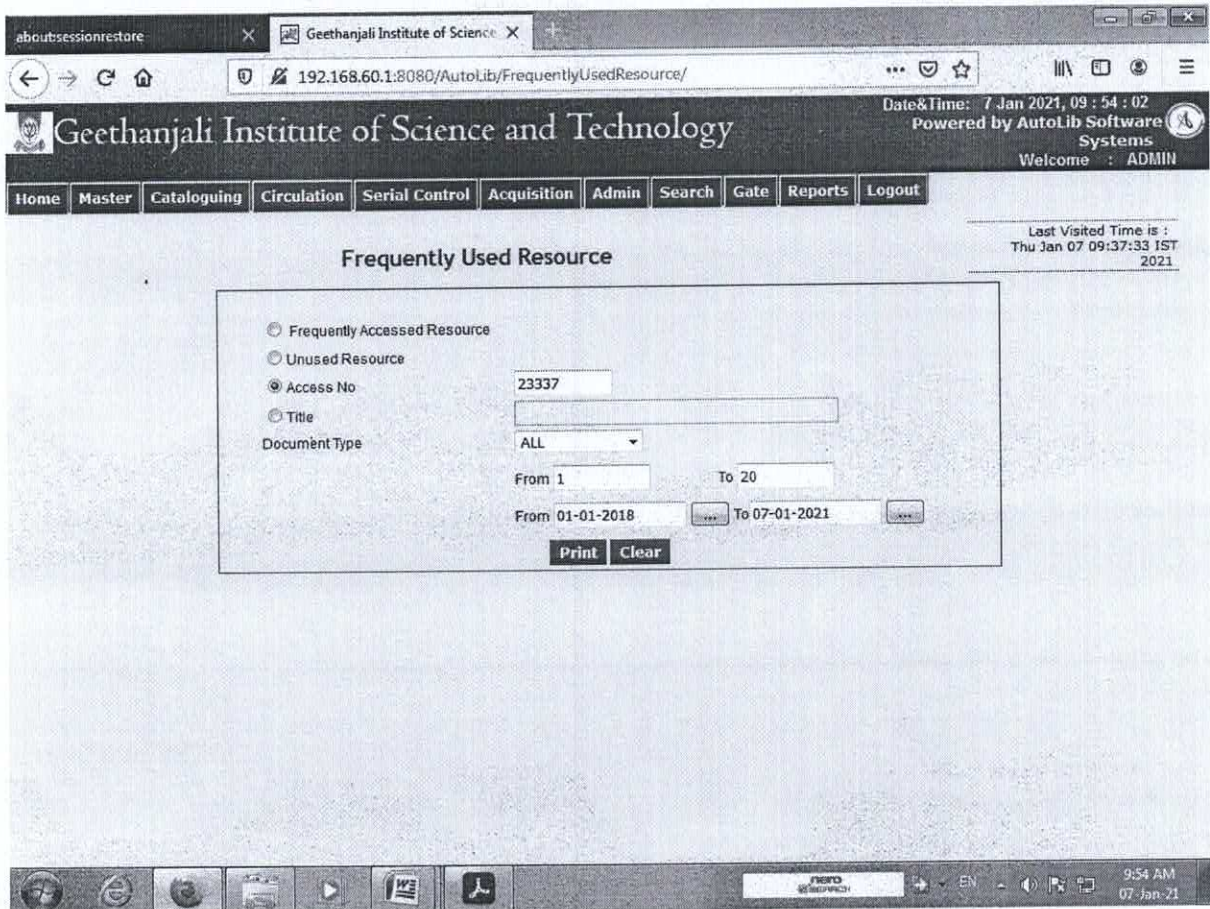 about:sessionrestore
Geethanjali Institute of Science
192.168.60.1:8080/AutoLib/FrequentlyUsedResource/
Geethanjali Institute of Science and Technology
Date&Time: 7 Jan 2021, 09 : 54 : 02
Powered by AutoLib Software
Systems
Welcome : ADMIN
Home Master Cataloguing Circulation Serial Control Acquisition Admin Search Gate Reports Logout
Last Visited Time is :
Thu Jan 07 09:37:33 IST
2021
Frequently Used Resource
Frequently Accessed Resource
Unused Resource
Access No 23337
Title
Document Type ALL
From 1 To 20
From 01-01-2018 ... To 07-01-2021 ...
Print Clear
nero
SEARCH
EN
9:54 AM
07-Jan-21